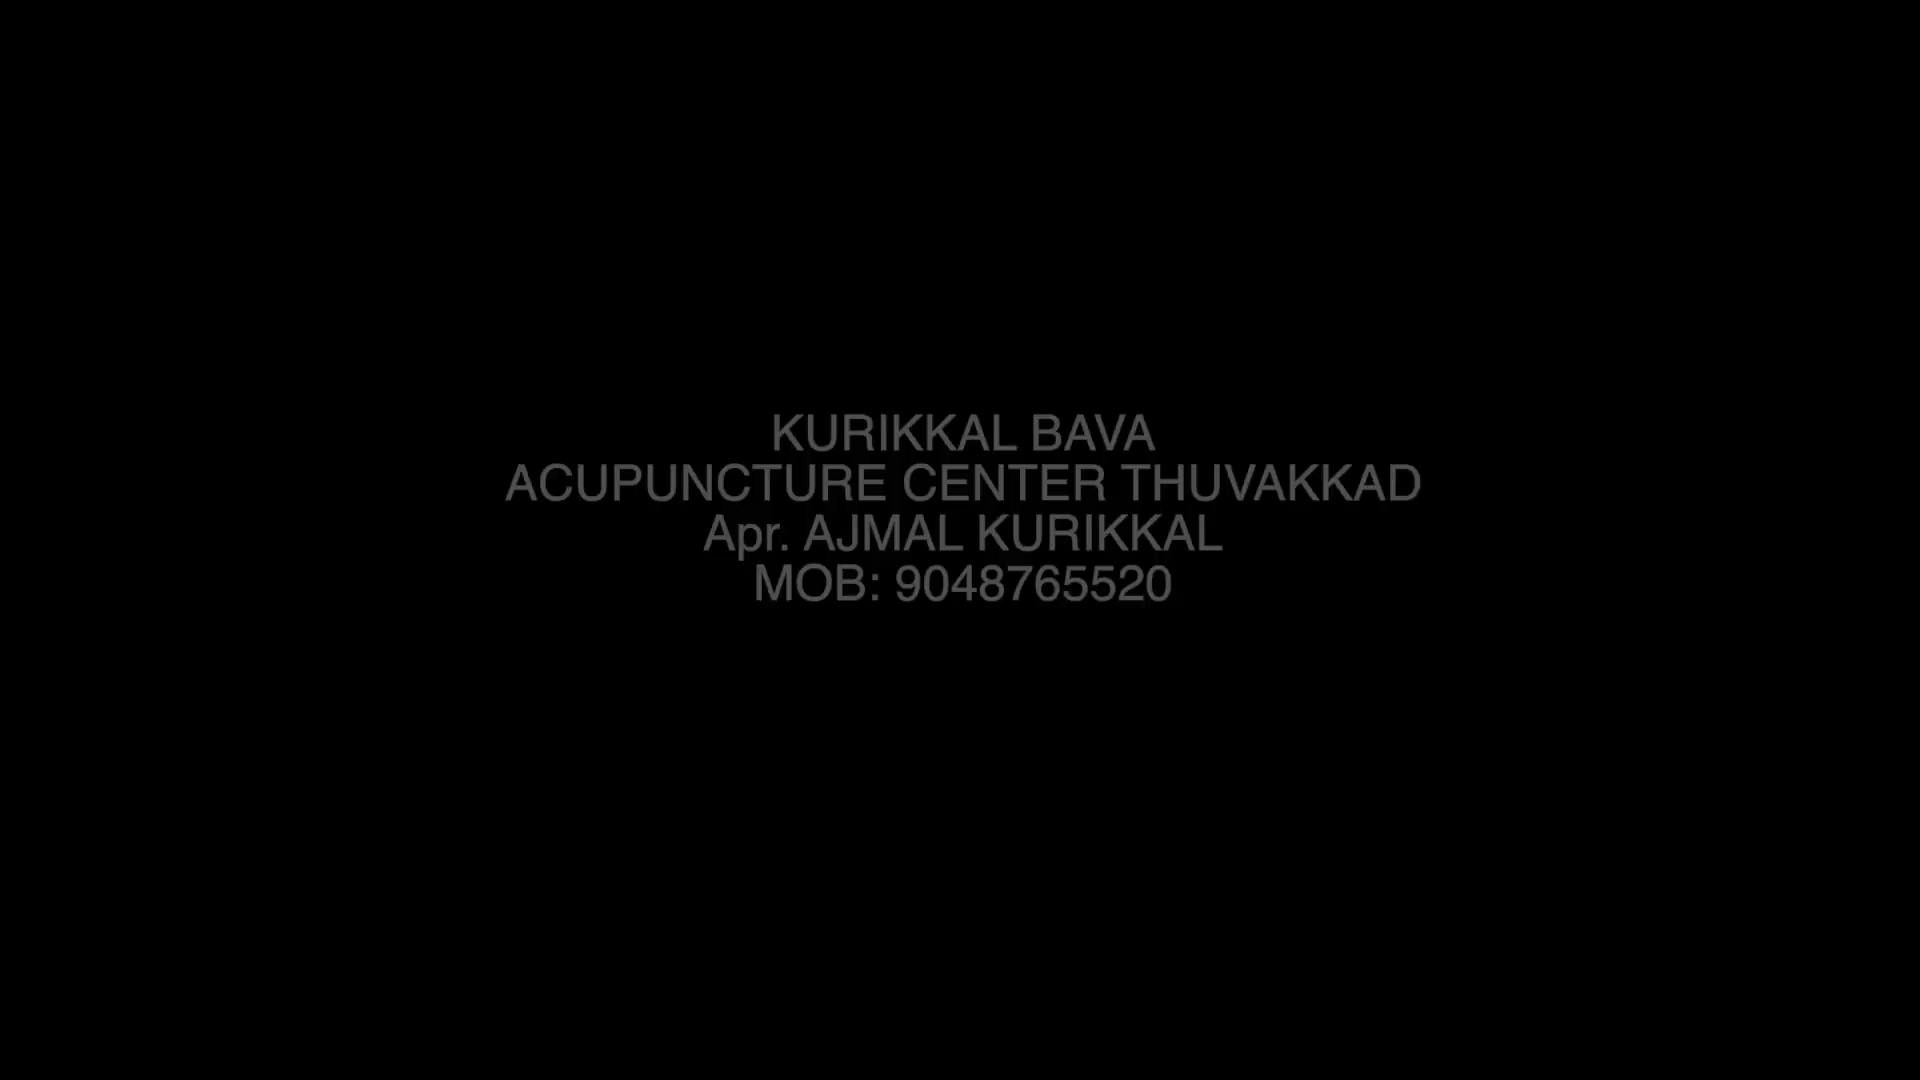 KURIKKAL BAVA
ACUPUNCTURE CENTER THUVAKKAD
Apr. AJMAL KURIKKAL
MOB: 9048765520